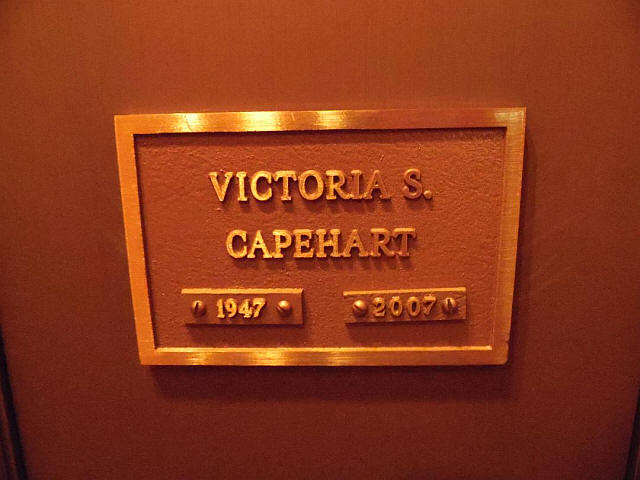 VICTORIA S.
CAPEHART
1947 2007